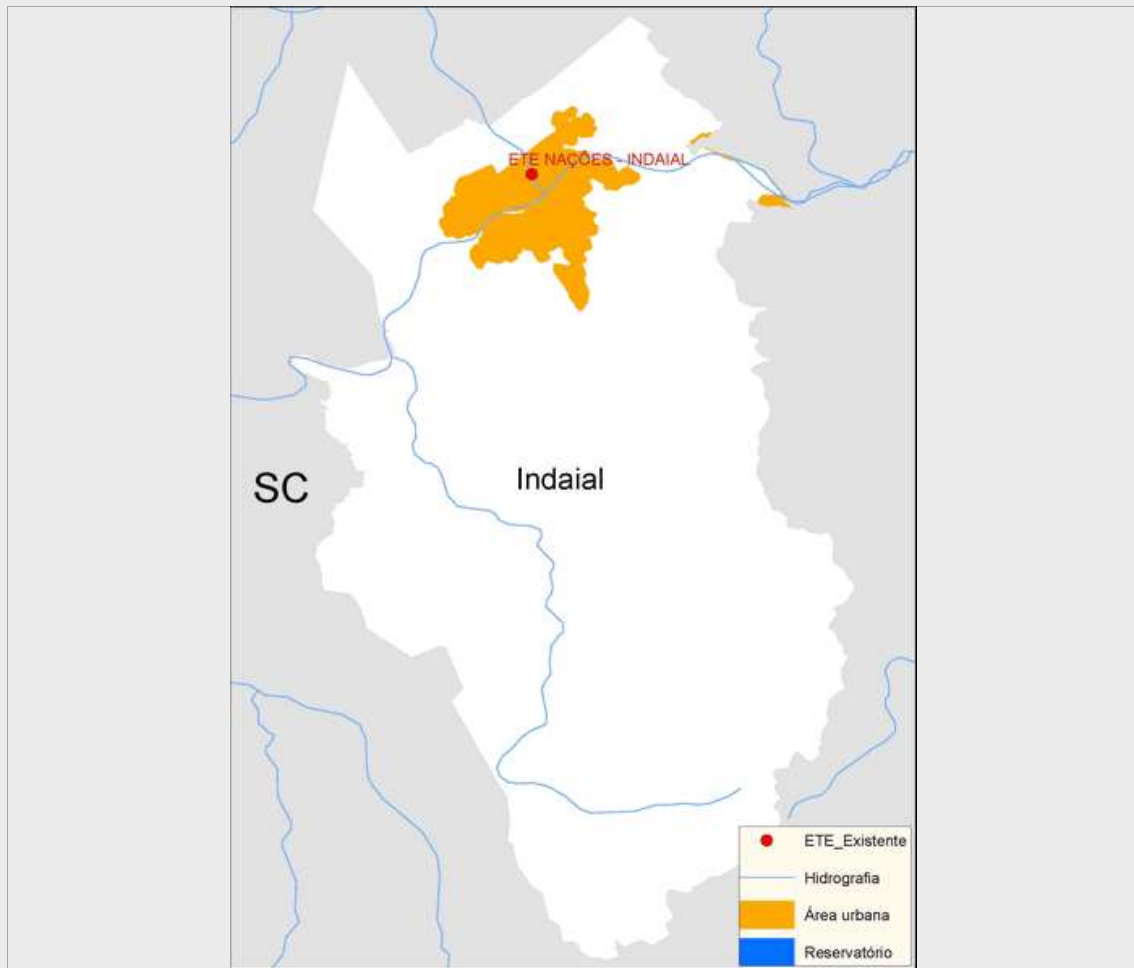 ETE NAÇÕES - INDAIAL
Indaial
SC
ETE_Existente
Hidrografia
Área urbana
Reservatório